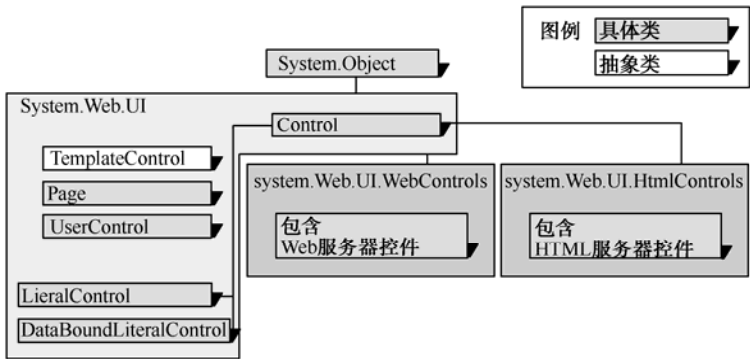 图例
具体类
抽象类
System.Object
System.Web.UI
Control
TemplateControl
Page
UserControl
LieralControl
DataBoundLiteralControl
system.Web.UI.WebControls
包含
Web服务器控件
system.Web.UI.HtmlControls
包含
HTML服务器控件